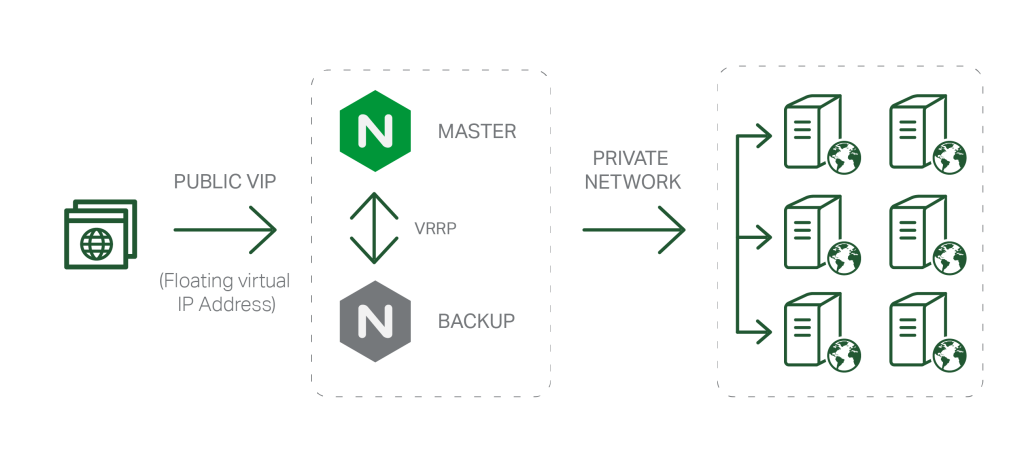 PUBLIC VIP
(Floating virtual
IP Address)
N
MASTER
VRRP
N
BACKUP
PRIVATE
NETWORK